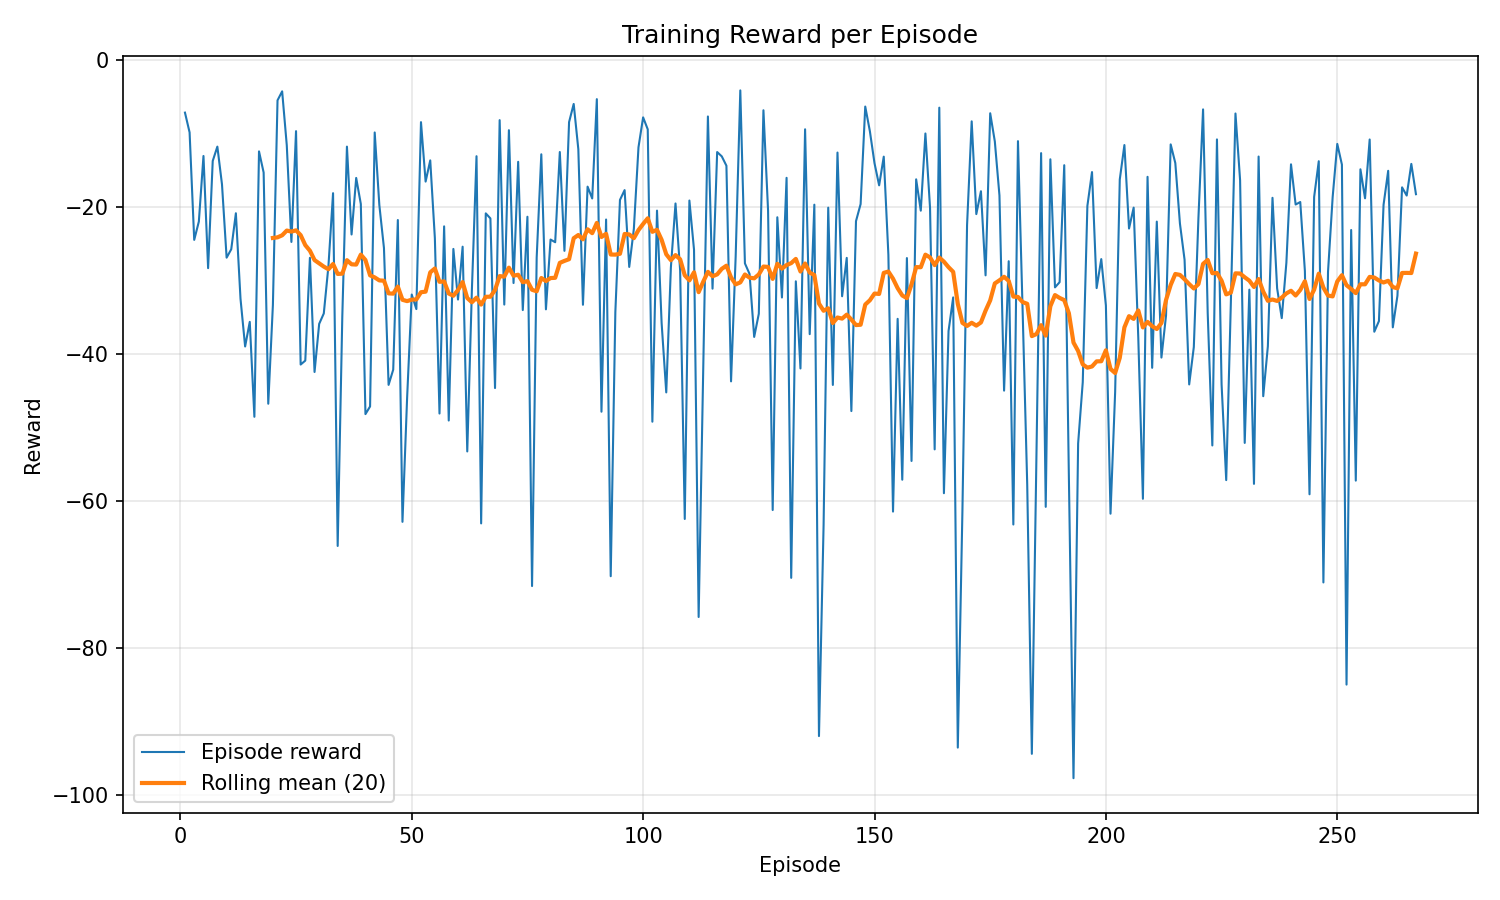 Training Reward per Episode
0
−20
−40
−60
−80
−100
Reward
Episode reward
Rolling mean (20)
0
50
100
150
200
250
Episode